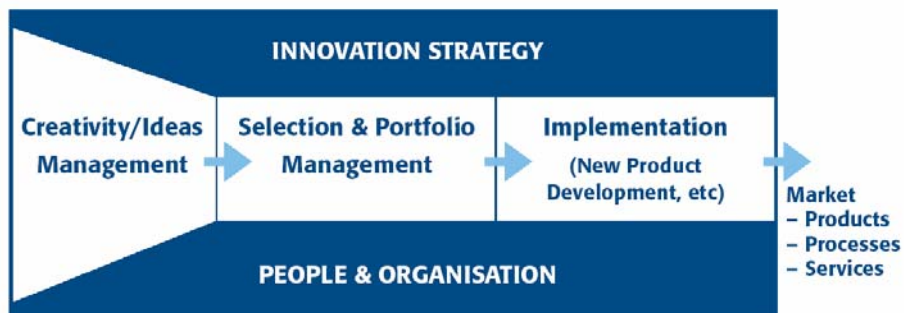 INNOVATION STRATEGY
Creativity/Ideas
Management
Selection & Portfolio
Management
Implementation
(New Product
Development, etc)
Market
– Products
– Processes
– Services
PEOPLE & ORGANISATION